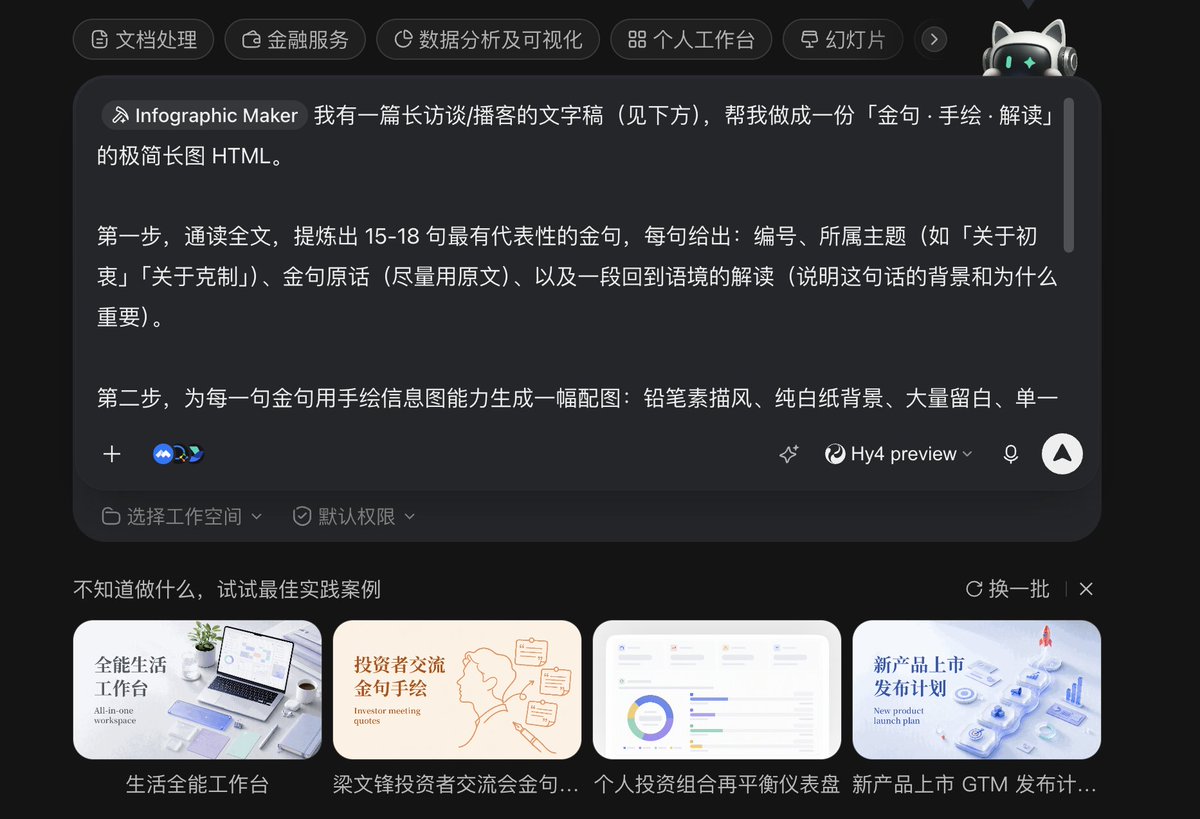 文档处理
金融服务
数据分析及可视化
个人工作台
幻灯片
Infographic Maker 我有一篇长访谈/播客的文字稿（见下方），帮我做成一份「金句 · 手绘 · 解读」
的极简长图 HTML。
第一步，通读全文，提炼出 15-18 句最有代表性的金句，每句给出：编号、所属主题（如「关于初
衷」「关于克制」）、金句原话（尽量用原文）、以及一段回到语境的解读（说明这句话的背景和为什么
重要）。
第二步，为每一句金句用手绘信息图能力生成一幅配图：铅笔素描风、纯白纸背景、大量留白、单一
Hy4 preview
选择工作空间
默认权限
不知道做什么，试试最佳实践案例
换一批
全能生活
工作台
All-in-one
workspace
投资者交流
金句手绘
Investor meeting
quotes
新产品上市
发布计划
New product
launch plan
生活全能工作台
梁文锋投资者交流会金句...
个人投资组合再平衡仪表盘
新产品上市 GTM 发布计...